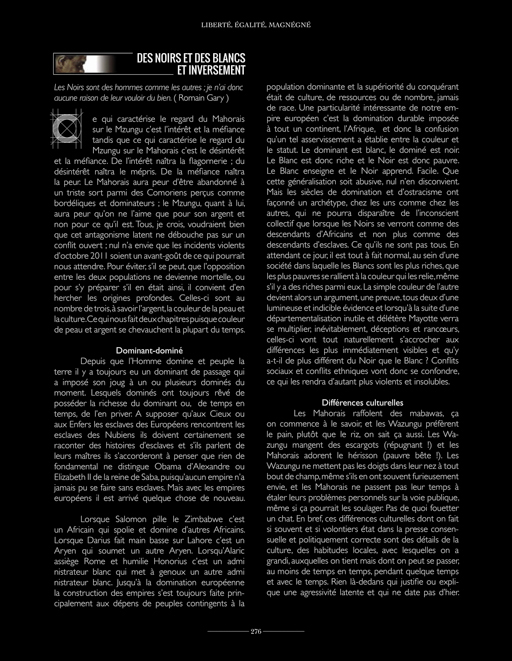 LIBERTÉ, ÉGALITÉ, MAGNÉGNÉ
DES NOIRS ET DES BLANCS
ET INVERSEMENT
Les Noirs sont des hommes comme les autres ; je n'ai donc
aucune raison de leur vouloir du bien. ( Romain Gary )
Ce qui caractérise le regard du Mahorais
sur le Mzungu c'est l'intérêt et la méfiance
tandis que ce qui caractérise le regard du
Mzungu sur le Mahorais c'est le désintérêt
et la méfiance. De l'intérêt naîtra la flagornerie ; du
désintérêt naîtra le mépris. De la méfiance naîtra
la peur. Le Mahorais aura peur d'être abandonné à
un triste sort parmi des Comoriens perçus comme
bordéliques et dominateurs ; le Mzungu, quant à lui,
aura peur qu'on ne l'aime que pour son argent et
non pour ce qu'il est. Tous, je crois, voudraient bien
que cet antagonisme latent ne débouche pas sur un
conflit ouvert ; nul n'a envie que les incidents violents
d'octobre 2011 soient un avant-goût de ce qui pourrait
nous attendre. Pour éviter, s'il se peut, que l'opposition
entre les deux populations ne devienne mortelle, ou
pour s'y préparer s'il en était ainsi, il convient d'en
hercher les origines profondes. Celles-ci sont au
nombre de trois, à savoir l'argent, la couleur de la peau et
la culture. Ce qui nous fait deux chapitres puisque couleur
de peau et argent se chevauchent la plupart du temps.
Dominant-dominé
Depuis que l'Homme domine et peuple la
terre il y a toujours eu un dominant de passage qui
a imposé son joug à un ou plusieurs dominés du
moment. Lesquels dominés ont toujours rêvé de
posséder la richesse du dominant ou, de temps en
temps, de l'en priver. A supposer qu'aux Cieux ou
aux Enfers les esclaves des Européens rencontrent les
esclaves des Nubiens ils doivent certainement se
raconter des histoires d'esclaves et s'ils parlent de
leurs maîtres ils s'accorderont à penser que rien de
fondamental ne distingue Obama d'Alexandre ou
Elizabeth II de la reine de Saba, puisqu'aucun empire n'a
jamais pu se faire sans esclaves. Mais avec les empires
européens il est arrivé quelque chose de nouveau.
Lorsque Salomon pille le Zimbabwe c'est
un Africain qui spolie et domine d'autres Africains.
Lorsque Darius fait main basse sur Lahore c'est un
Aryen qui soumet un autre Aryen. Lorsqu'Alaric
assiège Rome et humilie Honorius c'est un admi
nistrateur blanc qui met à genoux un autre admi
nistrateur blanc. Jusqu'à la domination européenne
la construction des empires s'est toujours faite prin-
cipalement aux dépens de peuples contingents à la
population dominante et la supériorité du conquérant
était de culture, de ressources ou de nombre, jamais
de race. Une particularité intéressante de notre em-
pire européen c'est la domination durable imposée
à tout un continent, l'Afrique, et donc la confusion
qu'un tel asservissement a établie entre la couleur et
le statut. Le dominant est blanc, le dominé est noir.
Le Blanc est donc riche et le Noir est donc pauvre.
Le Blanc enseigne et le Noir apprend. Facile. Que
cette généralisation soit abusive, nul n'en disconvient.
Mais les siècles de domination et d'ostracisme ont
façonné un archétype, chez les uns comme chez les
autres, qui ne pourra disparaître de l'inconscient
collectif que lorsque les Noirs se verront comme des
descendants d'Africains et non plus comme des
descendants d'esclaves. Ce qu'ils ne sont pas tous. En
attendant ce jour, il est tout à fait normal, au sein d'une
société dans laquelle les Blancs sont les plus riches, que
les plus pauvres se rallient à la couleur qui les relie, même
s'il y a des riches parmi eux. La simple couleur de l'autre
devient alors un argument, une preuve, tous deux d'une
lumineuse et indicible évidence et lorsqu'à la suite d'une
départementalisation inutile et délétère Mayotte verra
se multiplier, inévitablement, déceptions et rancœurs,
celles-ci vont tout naturellement s'accrocher aux
différences les plus immédiatement visibles et qu'y
a-t-il de plus différent du Noir que le Blanc ? Conflits
sociaux et conflits ethniques vont donc se confondre,
ce qui les rendra d'autant plus violents et insolubles.
Différences culturelles
Les Mahorais raffolent des mabawas, ça
on commence à le savoir, et les Wazungu préfèrent
le pain, plutôt que le riz, on sait ça aussi. Les Wa-
zungu mangent des escargots (répugnant !) et les
Mahorais adorent le hérisson (pauvre bête !). Les
Wazungu ne mettent pas les doigts dans leur nez à tout
bout de champ, même s'ils en ont souvent furieusement
envie, et les Mahorais ne passent pas leur temps à
étaler leurs problèmes personnels sur la voie publique,
même si ça pourrait les soulager. Pas de quoi fouetter
un chat. En bref, ces différences culturelles dont on fait
si souvent et si volontiers état dans la presse consen-
suelle et politiquement correcte sont des détails de la
culture, des habitudes locales, avec lesquelles on a
grandi, auxquelles on tient mais dont on peut se passer,
au moins de temps en temps, pendant quelque temps
et avec le temps. Rien là-dedans qui justifie ou expli-
que une agressivité latente et qui ne date pas d'hier.
276